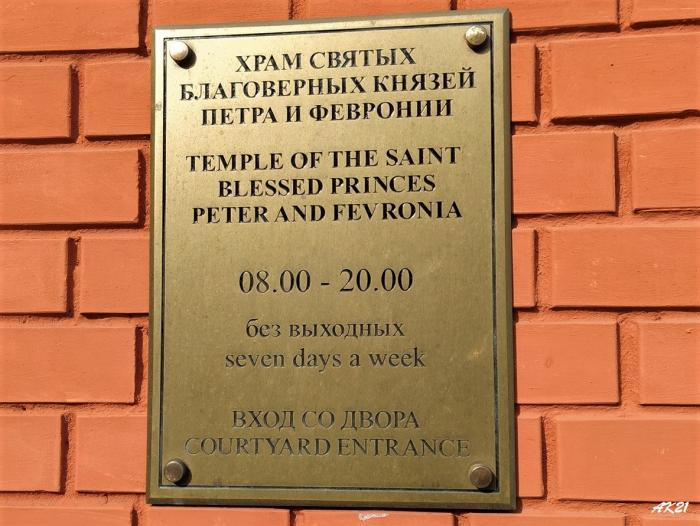 ХРАМ СВЯТЫХ
БЛАГОВЕРНЫХ КНЯЗЕЙ
ПЕТРА И ФЕВРОНИИ
TEMPLE OF THE SAINT
BLESSED PRINCES
PETER AND FEVRONIA
08.00 - 20.00
без выходных
seven days a week
ВХОД СО ДВОРА
COURTYARD ENTRANCE
AK21